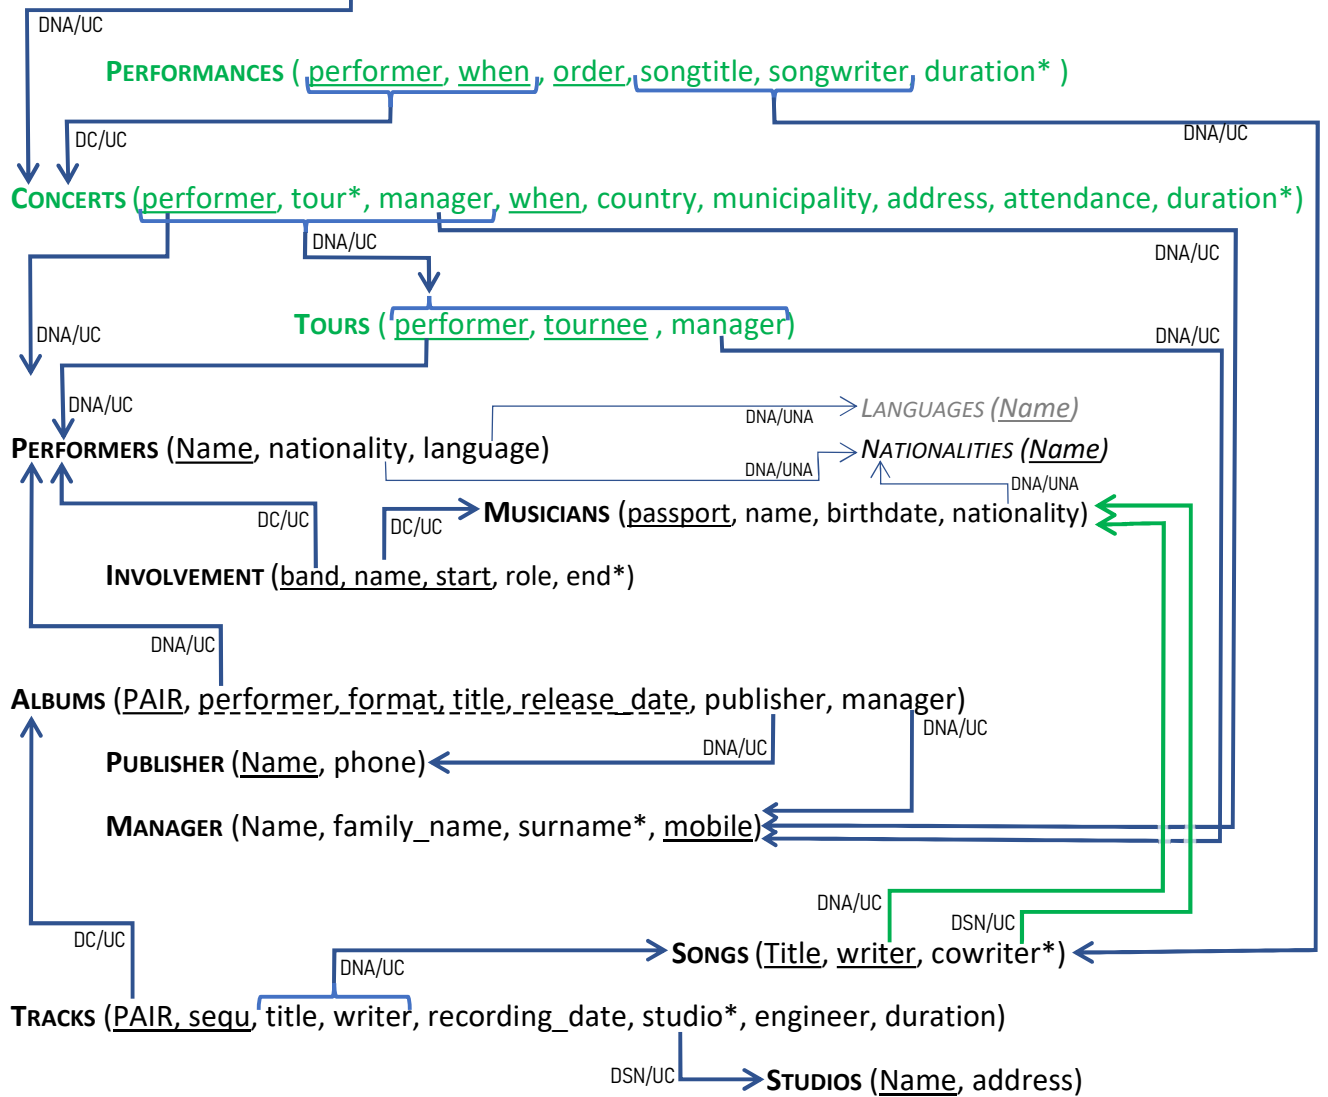 DNA/UC
PERFORMANCES ( performer, when , order, songtitle, songwriter, duration* )
DC/UC
DNA/UC
CONCERTS (performer, tour*, manager, when, country, municipality, address, attendance, duration*)
DNA/UC
DNA/UC
DNA/UC
TOURS ( performer, tournee , manager)
DNA/UC
DNA/UC
DNA/UNA
LANGUAGES (Name)
PERFORMERS (Name, nationality, language)
NATIONALITIES (Name)
DNA/UNA
DNA/UNA
DC/UC
DC/UC
MUSICIANS (passport, name, birthdate, nationality)
INVOLVEMENT (band, name, start, role, end*)
DNA/UC
ALBUMS (PAIR, performer, format, title, release_date, publisher, manager)
DNA/UC
DNA/UC
PUBLISHER (Name, phone)
MANAGER (Name, family_name, surname*, mobile)
DNA/UC
DSN/UC
DC/UC
DNA/UC
SONGS (Title, writer, cowriter*)
TRACKS (PAIR, sequ, title, writer, recording_date, studio*, engineer, duration)
DSN/UC
STUDIOS (Name, address)